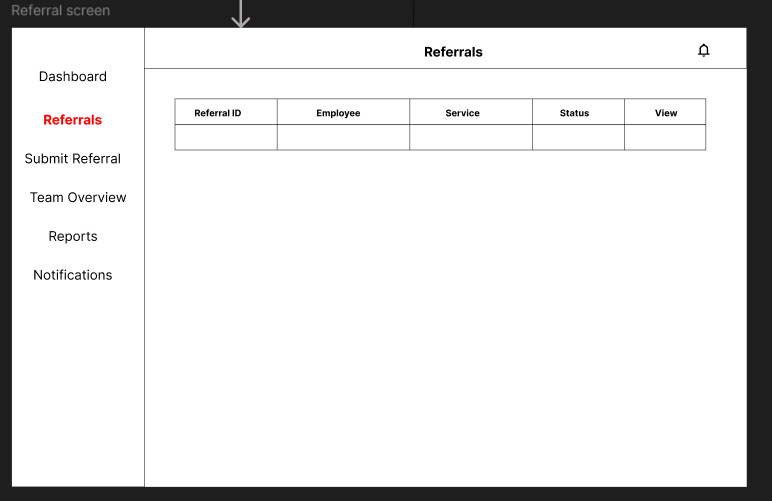 Referral screen
Referrals
Dashboard
Referrals
Submit Referral
Team Overview
Reports
Notifications
Referral ID Employee Service Status View